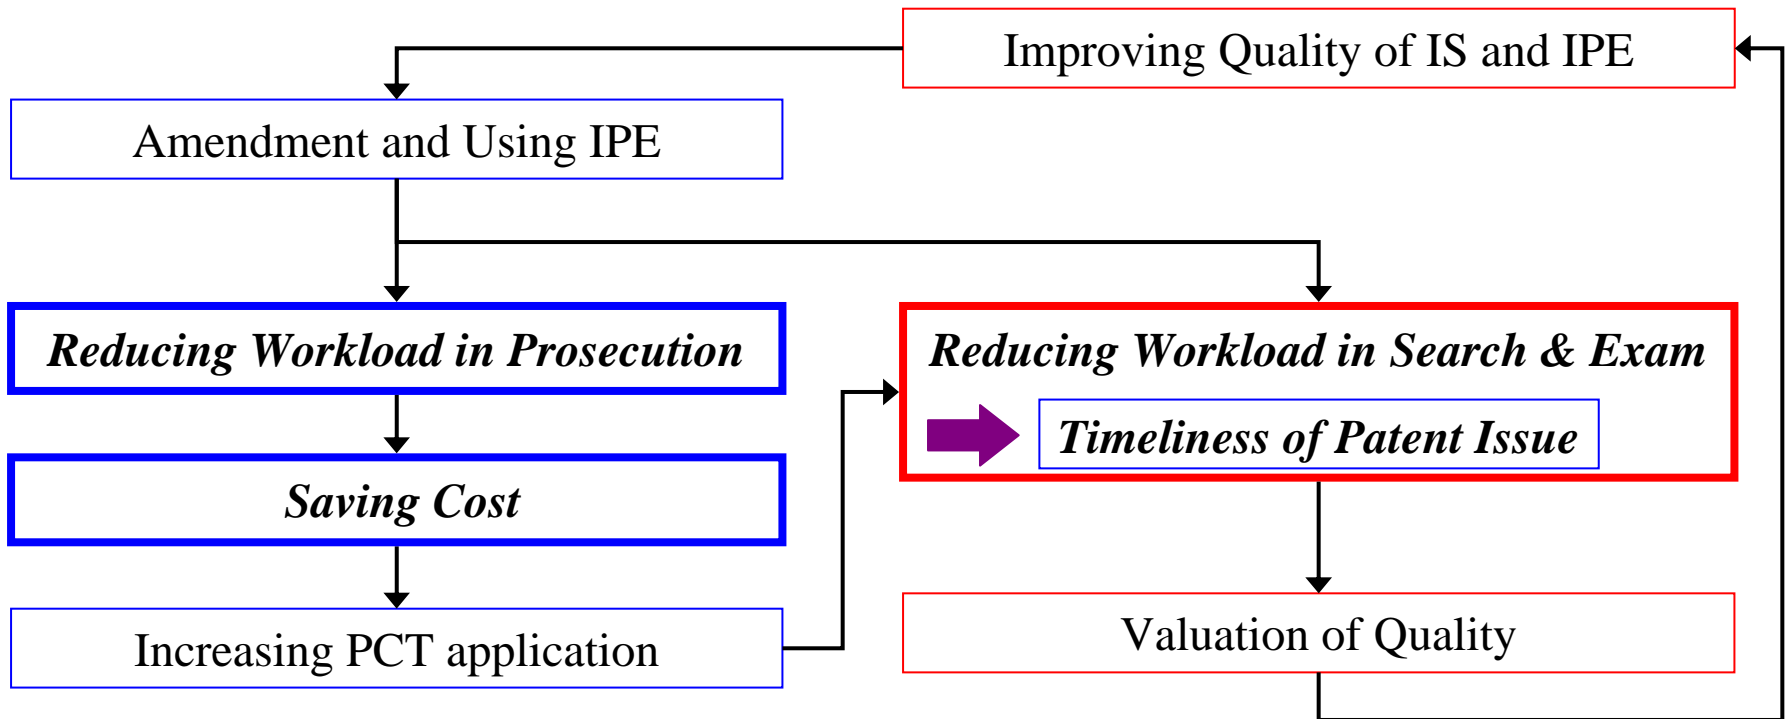 Improving Quality of IS and IPE
Amendment and Using IPE
Reducing Workload in Prosecution
Reducing Workload in Search & Exam
Timeliness of Patent Issue
Saving Cost
Increasing PCT application
Valuation of Quality